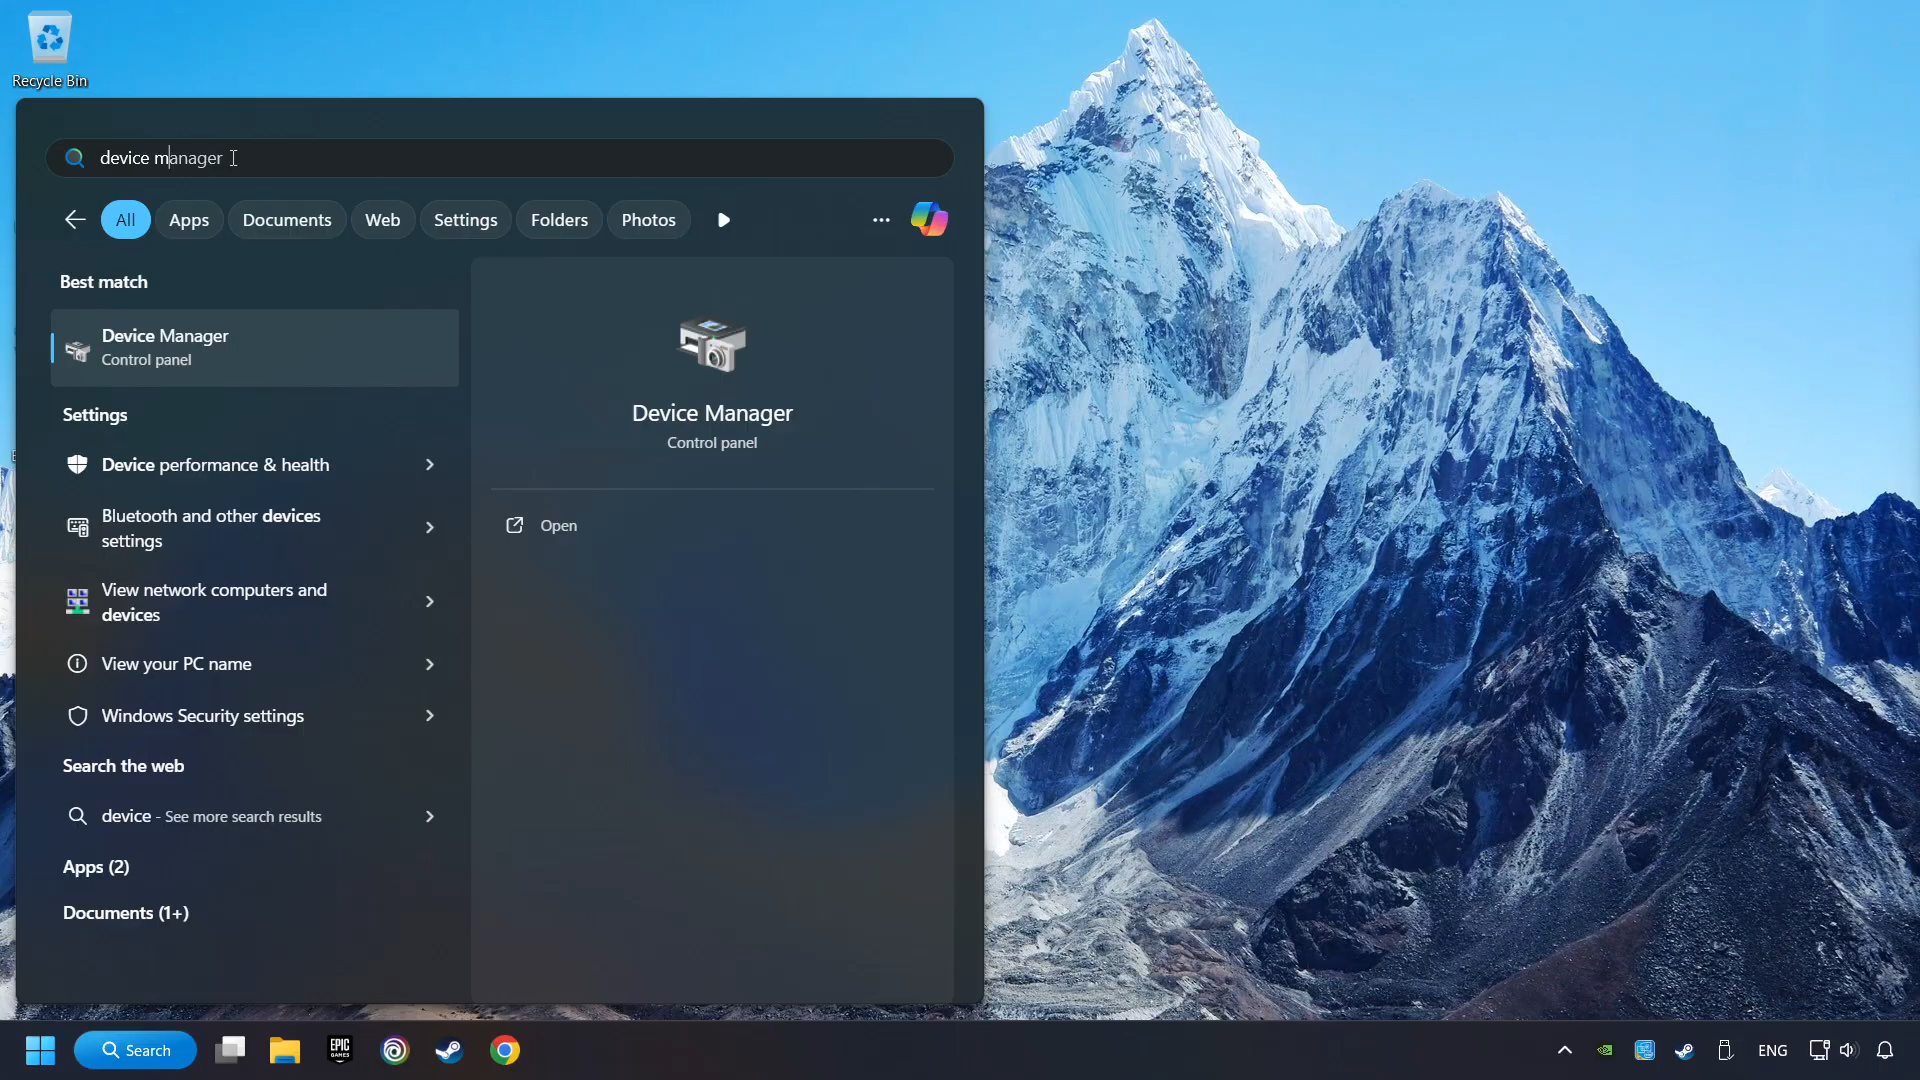 Recycle Bin
device manager
All
Apps
Documents
Web
Settings
Folders
Photos
Best match
Device Manager
Control panel
Settings
Device performance & health
Bluetooth and other devices
settings
View network computers and
devices
View your PC name
Windows Security settings
Search the web
device - See more search results
Apps (2)
Documents (1+)
Device Manager
Control panel
Open
Search
EPIC
GAMES
ENG